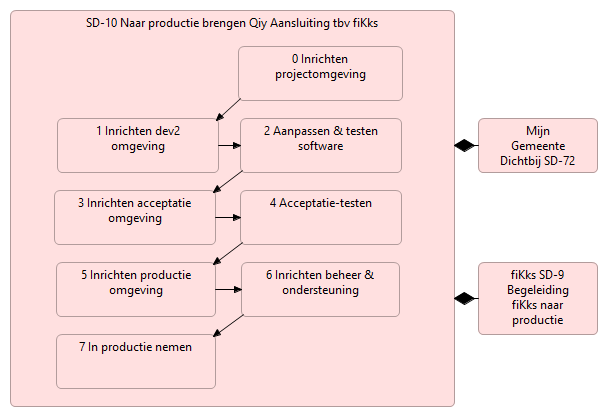 SD-10 Naar productie brengen Qiy Aansluiting tbv fiKks
0 Inrichten
projectomgeving
1 Inrichten dev2
omgeving
2 Aanpassen & testen
software
3 Inrichten acceptatie
omgeving
4 Acceptatie-testen
5 Inrichten productie
omgeving
6 Inrichten beheer &
ondersteuning
7 In productie nemen
Mijn
Gemeente
Dichtbij SD-72
fiKks SD-9
Begeleiding
fiKks naar
productie